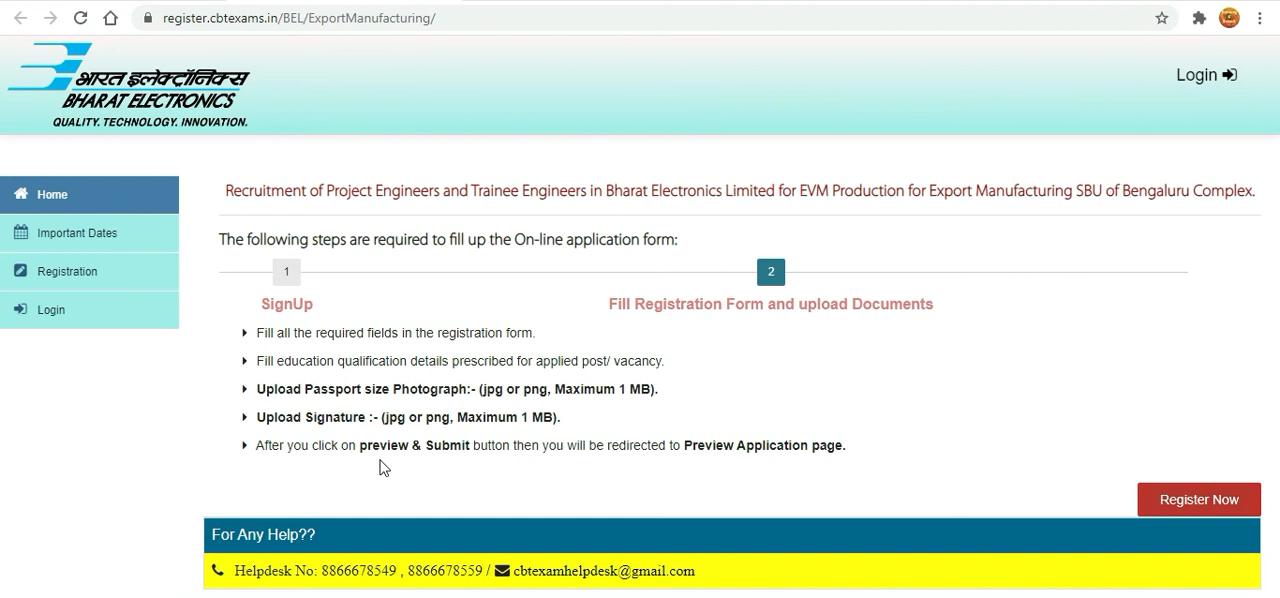 register.cbtexams.in/BEL/ExportManufacturing/
भारत इलेक्ट्रॉनिक्स
BHARAT ELECTRONICS
QUALITY. TECHNOLOGY. INNOVATION.
Login
Home
Important Dates
Registration
Login
Recruitment of Project Engineers and Trainee Engineers in Bharat Electronics Limited for EVM Production for Export Manufacturing SBU of Bengaluru Complex.
The following steps are required to fill up the On-line application form:
1
2
SignUp
Fill Registration Form and upload Documents
Fill all the required fields in the registration form.
Fill education qualification details prescribed for applied post/ vacancy.
Upload Passport size Photograph:- (jpg or png, Maximum 1 MB).
Upload Signature :- (jpg or png, Maximum 1 MB).
After you click on preview & Submit button then you will be redirected to Preview Application page.
Register Now
For Any Help??
Helpdesk No: 8866678549 , 8866678559 / cbtexamhelpdesk@gmail.com